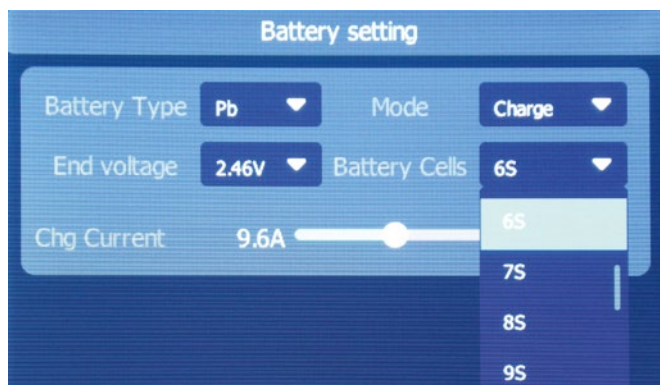 Battery setting
Battery Type Pb Mode Charge
End voltage 2.46V Battery Cells 6S
Chg Current 9.6A
6S
7S
8S
9S